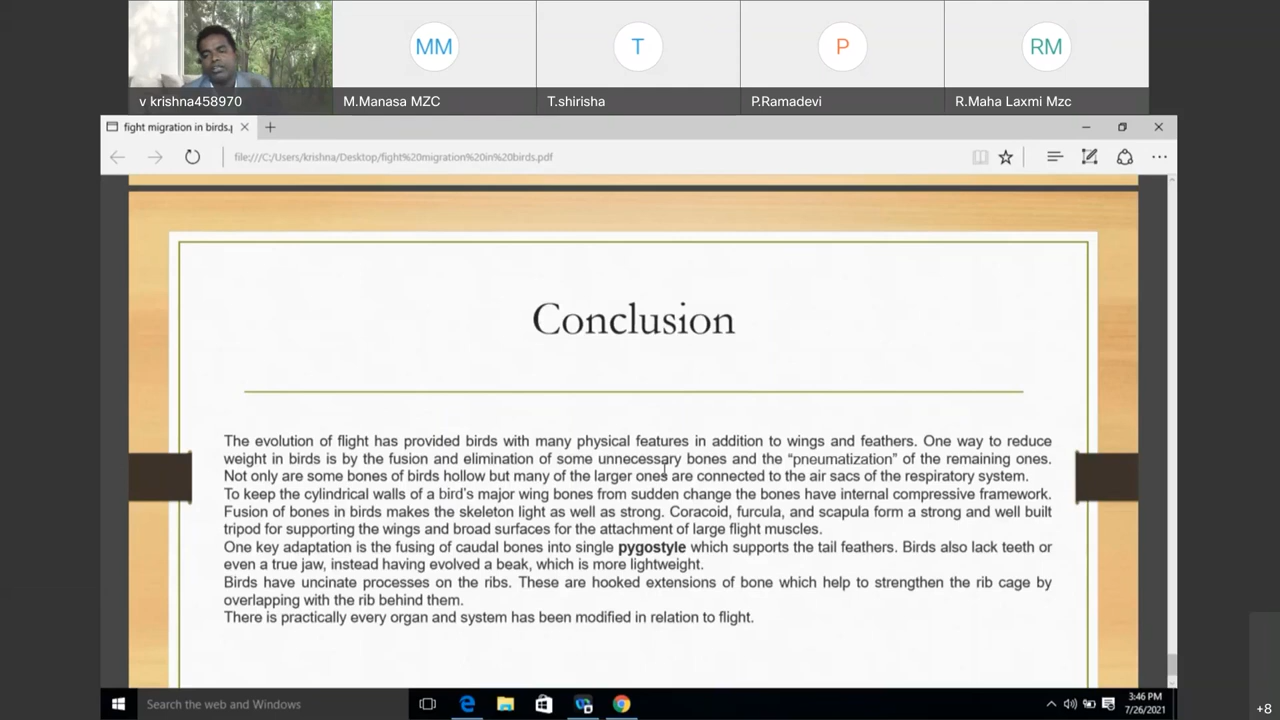 MM
T
P
RM
v krishna458970
M.Manasa MZC
T.shirisha
P.Ramadevi
R.Maha Laxmi Mzc
fight migration in birds.p
file:///C:/Users/krishna/Desktop/fight%20migration%20in%20birds.pdf
Conclusion
The evolution of flight has provided birds with many physical features in addition to wings and feathers. One way to reduce
weight in birds is by the fusion and elimination of some unnecessary bones and the “pneumatization” of the remaining ones.
Not only are some bones of birds hollow but many of the larger ones are connected to the air sacs of the respiratory system.
To keep the cylindrical walls of a bird’s major wing bones from sudden change the bones have internal compressive framework.
Fusion of bones in birds makes the skeleton light as well as strong. Coracoid, furcula, and scapula form a strong and well built
tripod for supporting the wings and broad surfaces for the attachment of large flight muscles.
One key adaptation is the fusing of caudal bones into single pygostyle which supports the tail feathers. Birds also lack teeth or
even a true jaw, instead having evolved a beak, which is more lightweight.
Birds have uncinate processes on the ribs. These are hooked extensions of bone which help to strengthen the rib cage by
overlapping with the rib behind them.
There is practically every organ and system has been modified in relation to flight.
Search the web and Windows
3:46 PM
7/26/2021
+8